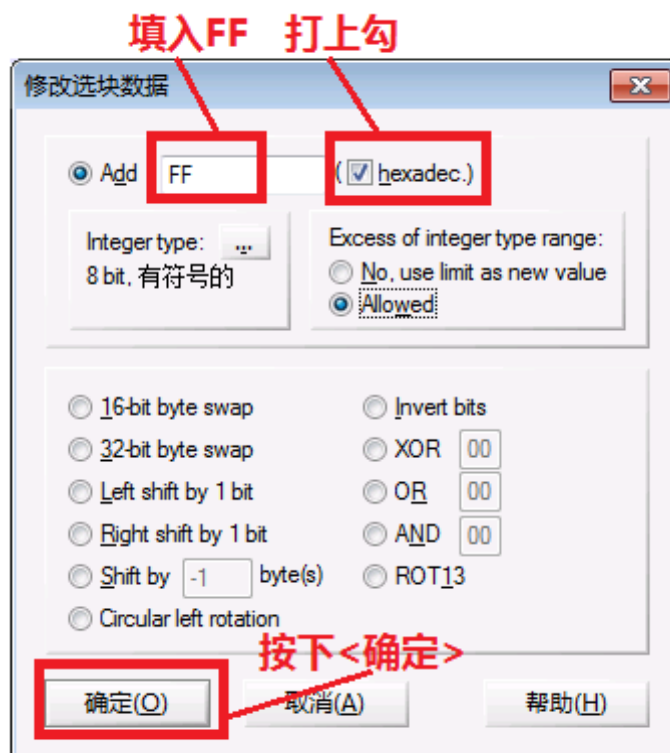 填入FF 打上勾
修改选块数据
Add FF ( hexadec.)
Integer type: ...
8 bit, 有符号的
Excess of integer type range:
No, use limit as new value
Allowed
16-bit byte swap
32-bit byte swap
Left shift by 1 bit
Right shift by 1 bit
Shift by -1 byte(s)
Circular left rotation
Invert bits
XOR 00
OR 00
AND 00
ROT13
按下<确定>
确定(O) 取消(A) 帮助(H)